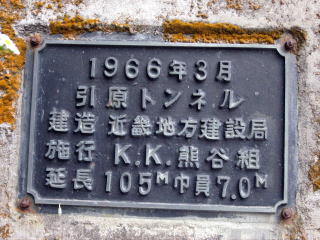 1966年3月
引原トンネル
建造 近畿地方建設局
施行 K.K.熊谷組
延長 105M 巾員 7.0M